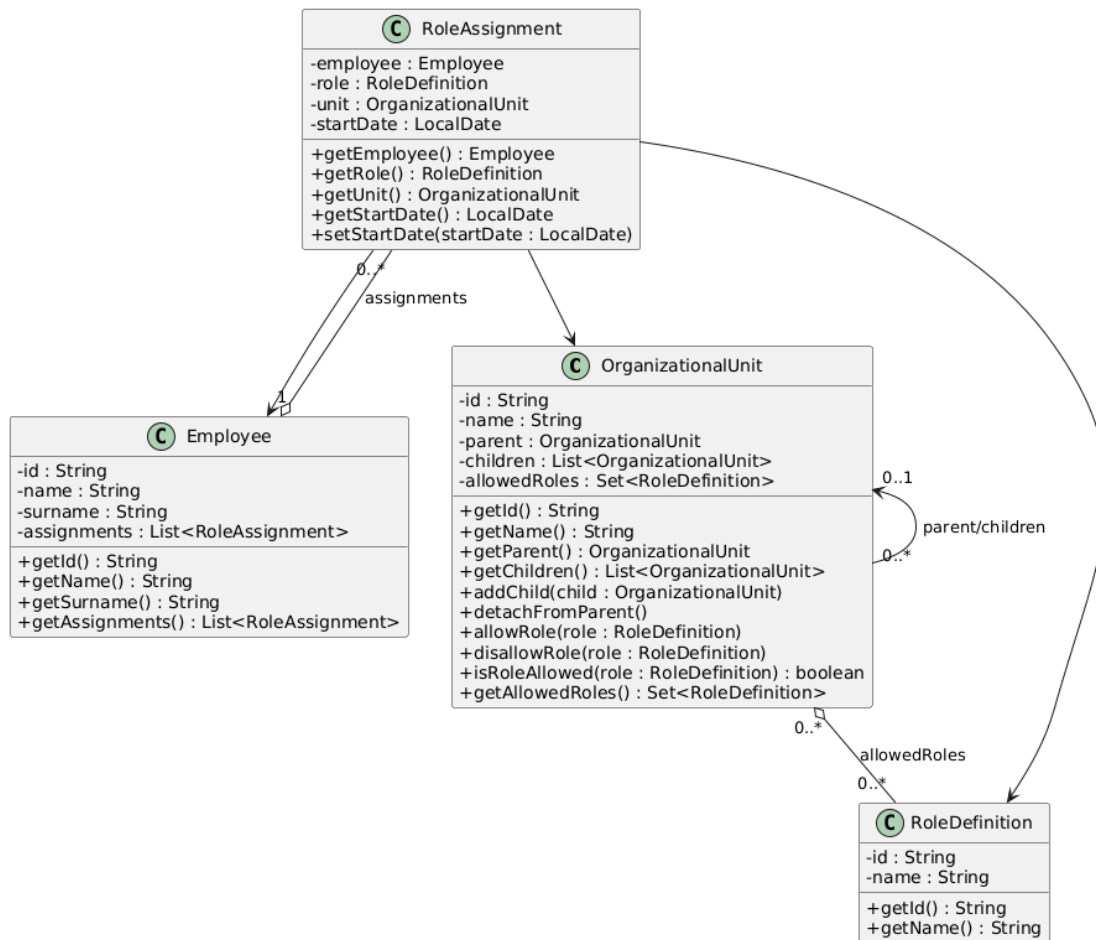 C RoleAssignment
-employee : Employee
-role : RoleDefinition
-unit : OrganizationalUnit
-startDate : LocalDate
+getEmployee() : Employee
+getRole() : RoleDefinition
+getUnit() : OrganizationalUnit
+getStartDate() : LocalDate
+setStartDate(startDate : LocalDate)
0..*
assignments
1
C Employee
-id : String
-name : String
-surname : String
-assignments : List<RoleAssignment>
+getId() : String
+getName() : String
+getSurname() : String
+getAssignments() : List<RoleAssignment>
C OrganizationalUnit
-id : String
-name : String
-parent : OrganizationalUnit
-children : List<OrganizationalUnit>
-allowedRoles : Set<RoleDefinition>
+getId() : String
+getName() : String
+getParent() : OrganizationalUnit
+getChildren() : List<OrganizationalUnit>
+addChild(child : OrganizationalUnit)
+detachFromParent()
+allowRole(role : RoleDefinition)
+disallowRole(role : RoleDefinition)
+isRoleAllowed(role : RoleDefinition) : boolean
+getAllowedRoles() : Set<RoleDefinition>
0..1
parent/children
0..*
0..*
allowedRoles
0..*
C RoleDefinition
-id : String
-name : String
+getId() : String
+getName() : String